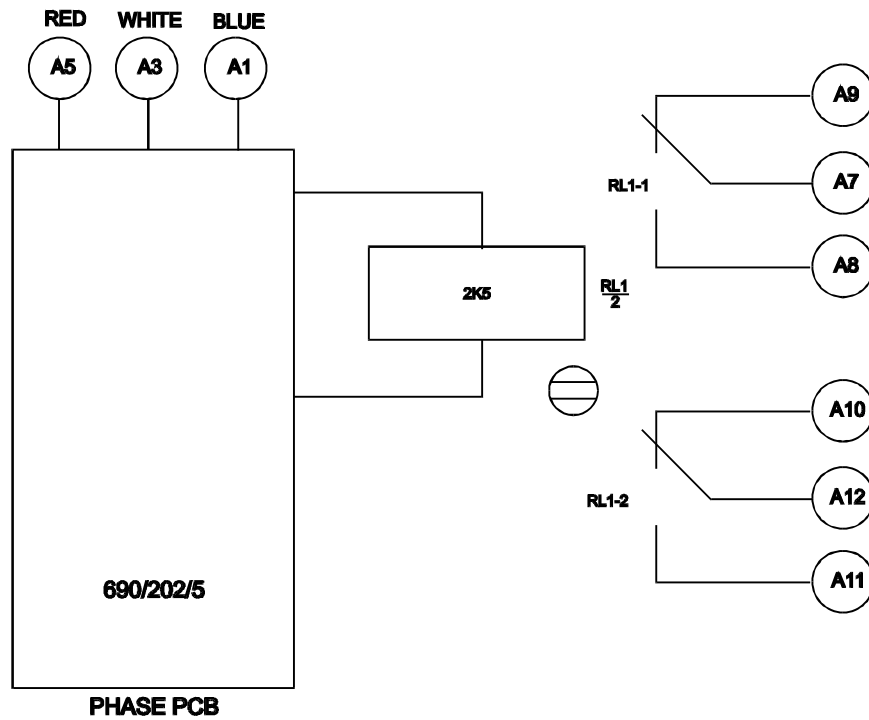 RED WHITE BLUE
A5 A3 A1
A9
RL1-1 A7
A8
2K5
RL1
2
A10
RL1-2 A12
A11
690/202/5
PHASE PCB